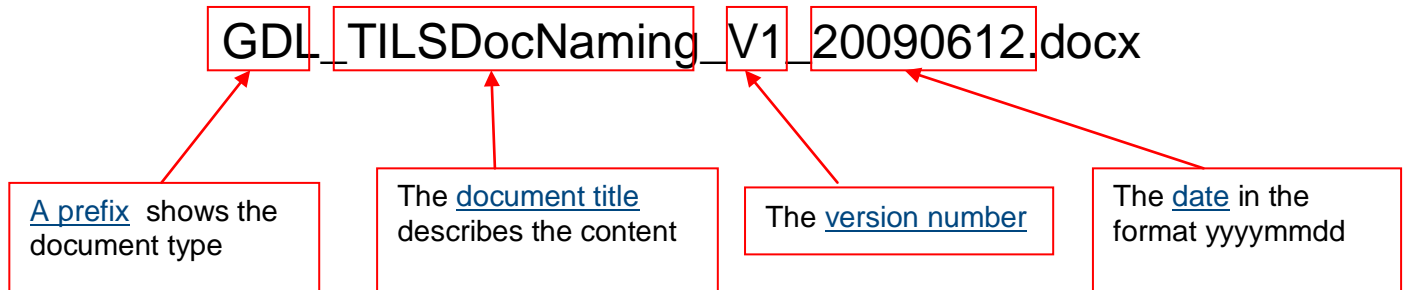 GDL_TILSDocNaming_V1_20090612.docx
A prefix  shows the
document type
The document title
describes the content
The version number
The date in the
format yyyymmdd